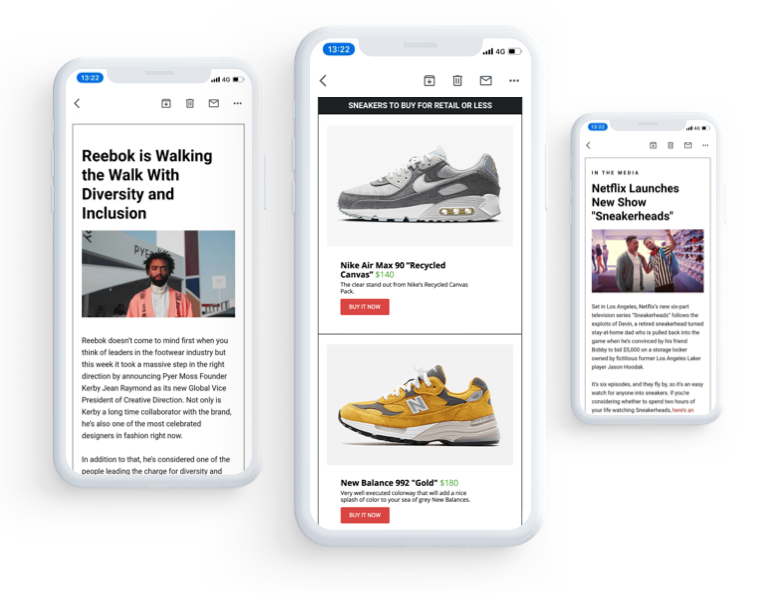 13:22
4G
Reebok is Walking
the Walk With
Diversity and
Inclusion
PYER
Reebok doesn't come to mind first when you
think of leaders in the footwear industry but
this week it took a massive step in the right
direction by announcing Pyer Moss Founder
Kerby Jean Raymond as its new Global Vice
President of Creative Direction. Not only is
Kerby a long time collaborator with the brand,
he's also one of the most celebrated
designers in fashion right now.
In addition to that, he's considered one of the
people leading the charge for diversity and
13:22
4G
SNEAKERS TO BUY FOR RETAIL OR LESS
Nike Air Max 90 "Recycled
Canvas" $140
The clear stand out from Nike's Recycled Canvas
Pack.
BUY IT NOW
N
New Balance 992 "Gold" $180
Very well executed colorway that will add a nice
splash of color to your sea of grey New Balances.
BUY IT NOW
13:22
4G
IN THE MEDIA
Netflix Launches
New Show
"Sneakerheads"
Set in Los Angeles, Netflix's new six-part
television series "Sneakerheads" follows the
exploits of Devin, a retired sneakerhead turned
stay-at-home dad who is pulled back into the
game when he's convinced by his friend
Bobby to bid $5,000 on a storage locker
owned by fictitious former Los Angeles Laker
player Jason Hoodak.
It's six episodes, and they fly by, so it's an easy
watch for anyone into sneakers. If you're
considering whether to spend two hours of
your life watching Sneakerheads, here's an